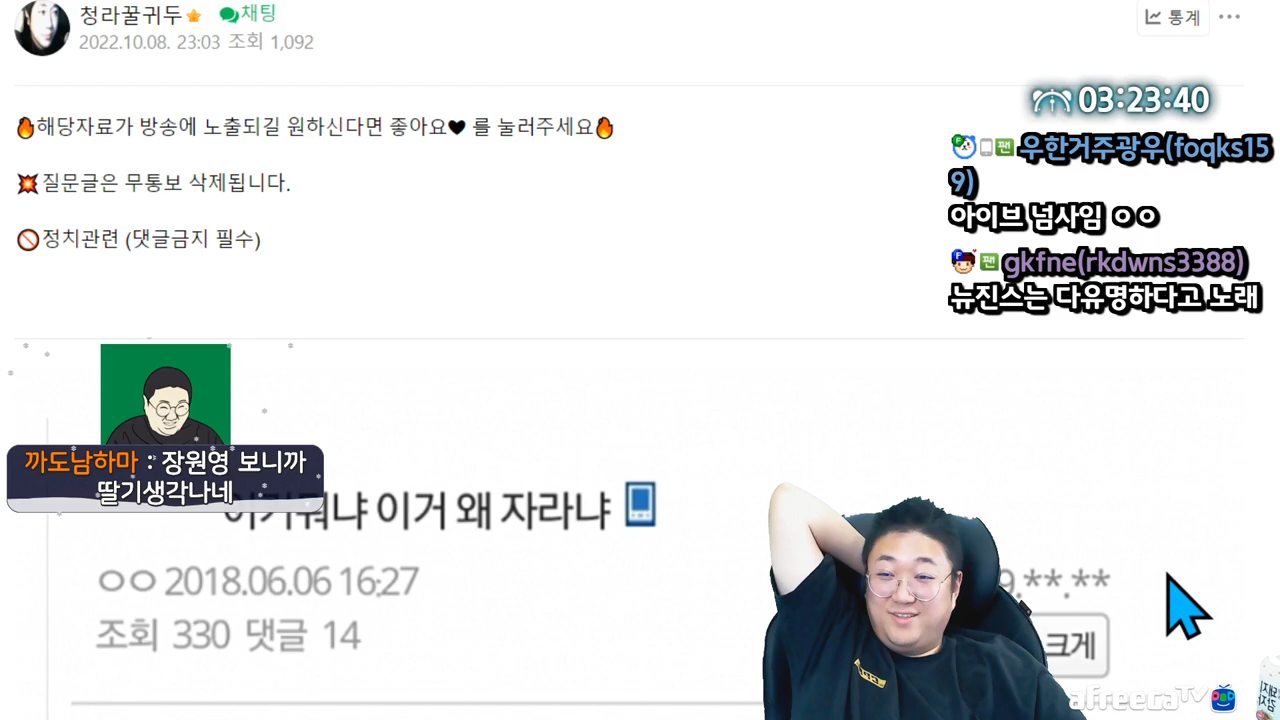 청라꿀귀두 채팅
2022.10.08. 23:03 조회 1,092
통계
해당자료가 방송에 노출되길 원하신다면 좋아요 를 눌러주세요
질문글은 무통보 삭제됩니다.
정치관련 (댓글금지 필수)
03:23:40
팬 우한거주광우(foqks15
9)
아이브 넘사임 ㅇㅇ
팬 gkfne(rkdwns3388)
뉴진스는 다유명하다고 노래
까도남하마 : 장원영 보니까
딸기생각나네
이거뭐냐 이거 왜 자라냐
ㅇㅇ 2018.06.06 16:27
9.**.**
조회 330 댓글 14
크게
afreecaTV